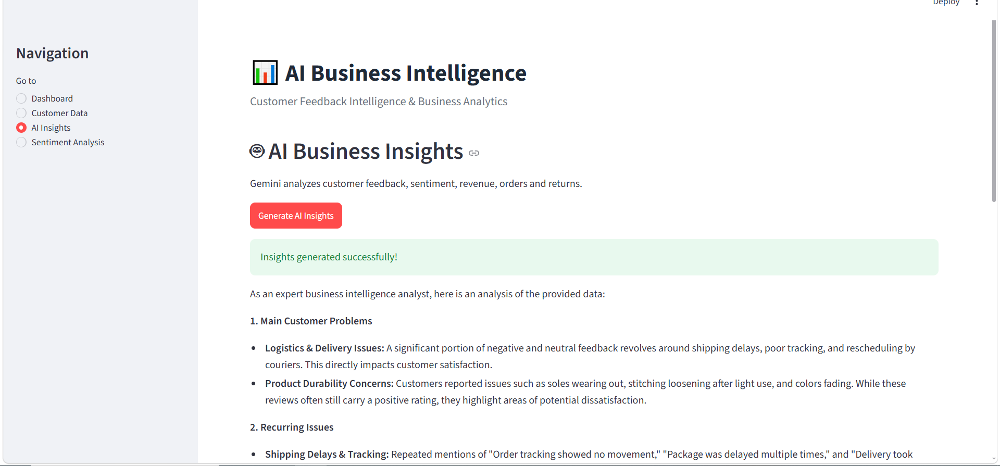 Deploy
Navigation
Go to
Dashboard
Customer Data
AI Insights
Sentiment Analysis
AI Business Intelligence
Customer Feedback Intelligence & Business Analytics
AI Business Insights
Gemini analyzes customer feedback, sentiment, revenue, orders and returns.
Generate AI Insights
Insights generated successfully!
As an expert business intelligence analyst, here is an analysis of the provided data:
1. Main Customer Problems
Logistics & Delivery Issues: A significant portion of negative and neutral feedback revolves around shipping delays, poor tracking, and rescheduling by
couriers. This directly impacts customer satisfaction.
Product Durability Concerns: Customers reported issues such as soles wearing out, stitching loosening after light use, and colors fading. While these
reviews often still carry a positive rating, they highlight areas of potential dissatisfaction.
2. Recurring Issues
Shipping Delays & Tracking: Repeated mentions of "Order tracking showed no movement," "Package was delayed multiple times," and "Delivery took